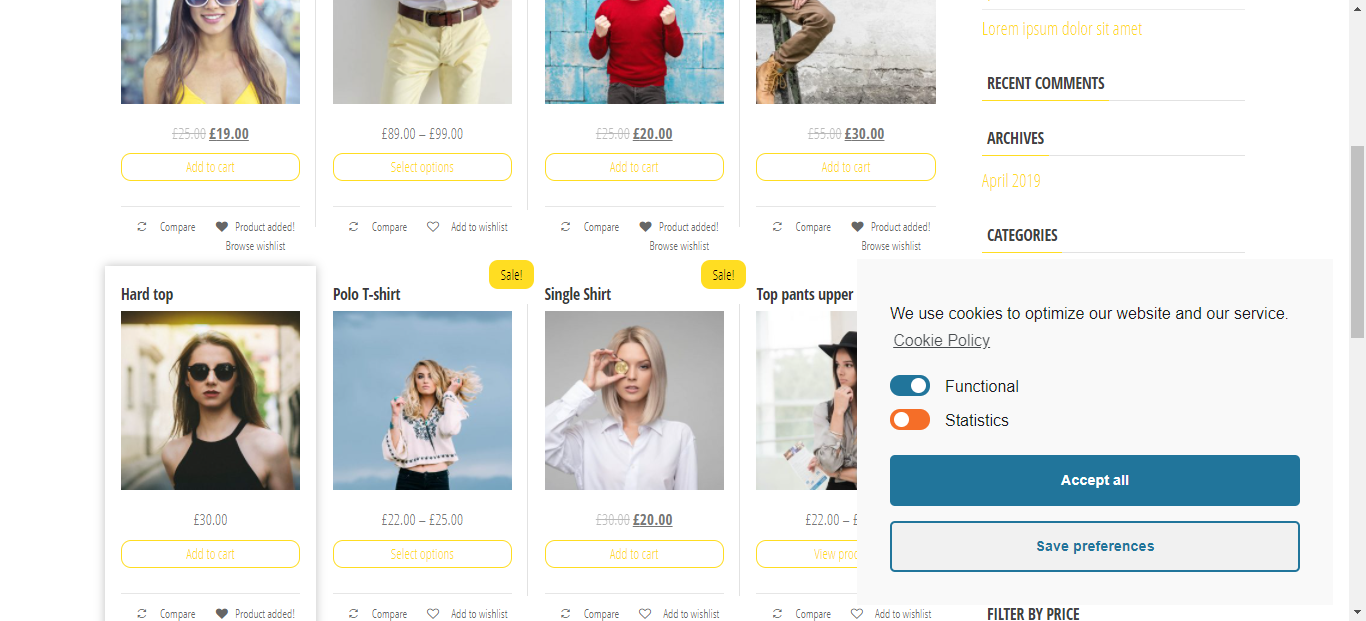 Lorem ipsum dolor sit amet
RECENT COMMENTS
ARCHIVES
April 2019
CATEGORIES
£25.00 £19.00
£89.00 – £99.00
£25.00 £20.00
£55.00 £30.00
Add to cart
Select options
Add to cart
Add to cart
Compare
Product added!
Browse wishlist
Compare
Add to wishlist
Compare
Product added!
Browse wishlist
Compare
Product added!
Browse wishlist
Hard top
£30.00
Add to cart
Compare
Product added!
Sale!
Polo T-shirt
£22.00 – £25.00
Select options
Compare
Add to wishlist
Sale!
Single Shirt
£30.00 £20.00
Add to cart
Compare
Add to wishlist
Top pants upper
£22.00 – £
View
Compare
Add to wishlist
We use cookies to optimize our website and our service.
Cookie Policy
Functional
Statistics
Accept all
Save preferences
FILTER BY PRICE